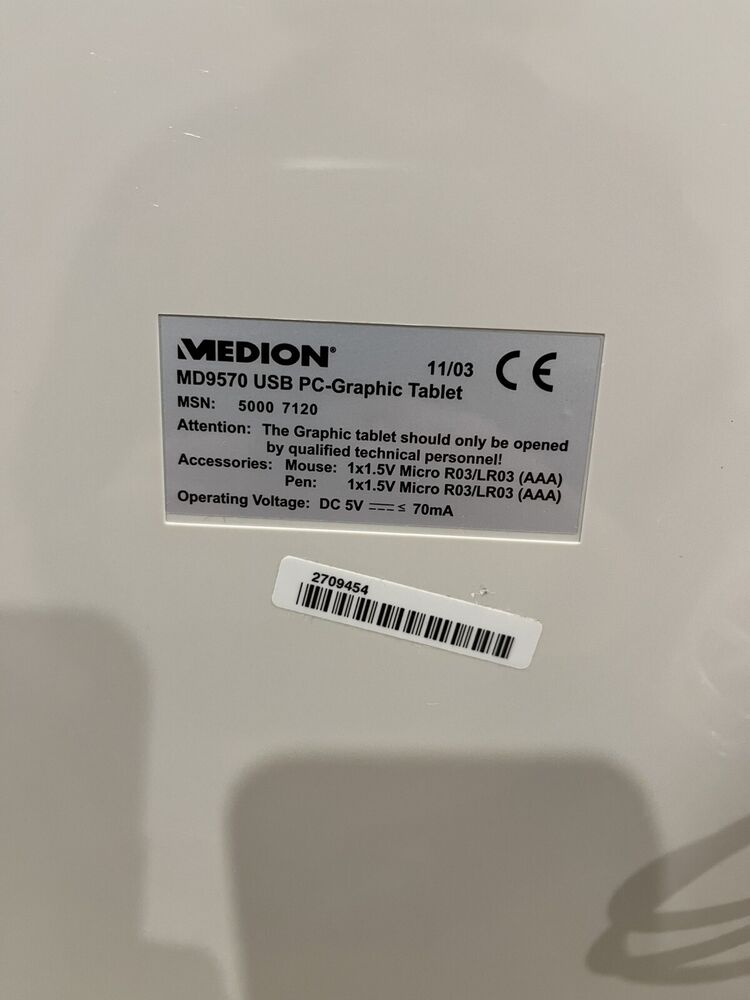 MEDION®
11/03 CE
MD9570 USB PC-Graphic Tablet
MSN: 5000 7120
Attention: The Graphic tablet should only be opened
by qualified technical personnel!
Accessories: Mouse: 1x1.5V Micro R03/LR03 (AAA)
Pen: 1x1.5V Micro R03/LR03 (AAA)
Operating Voltage: DC 5V ⎓ ≤ 70mA
2709454